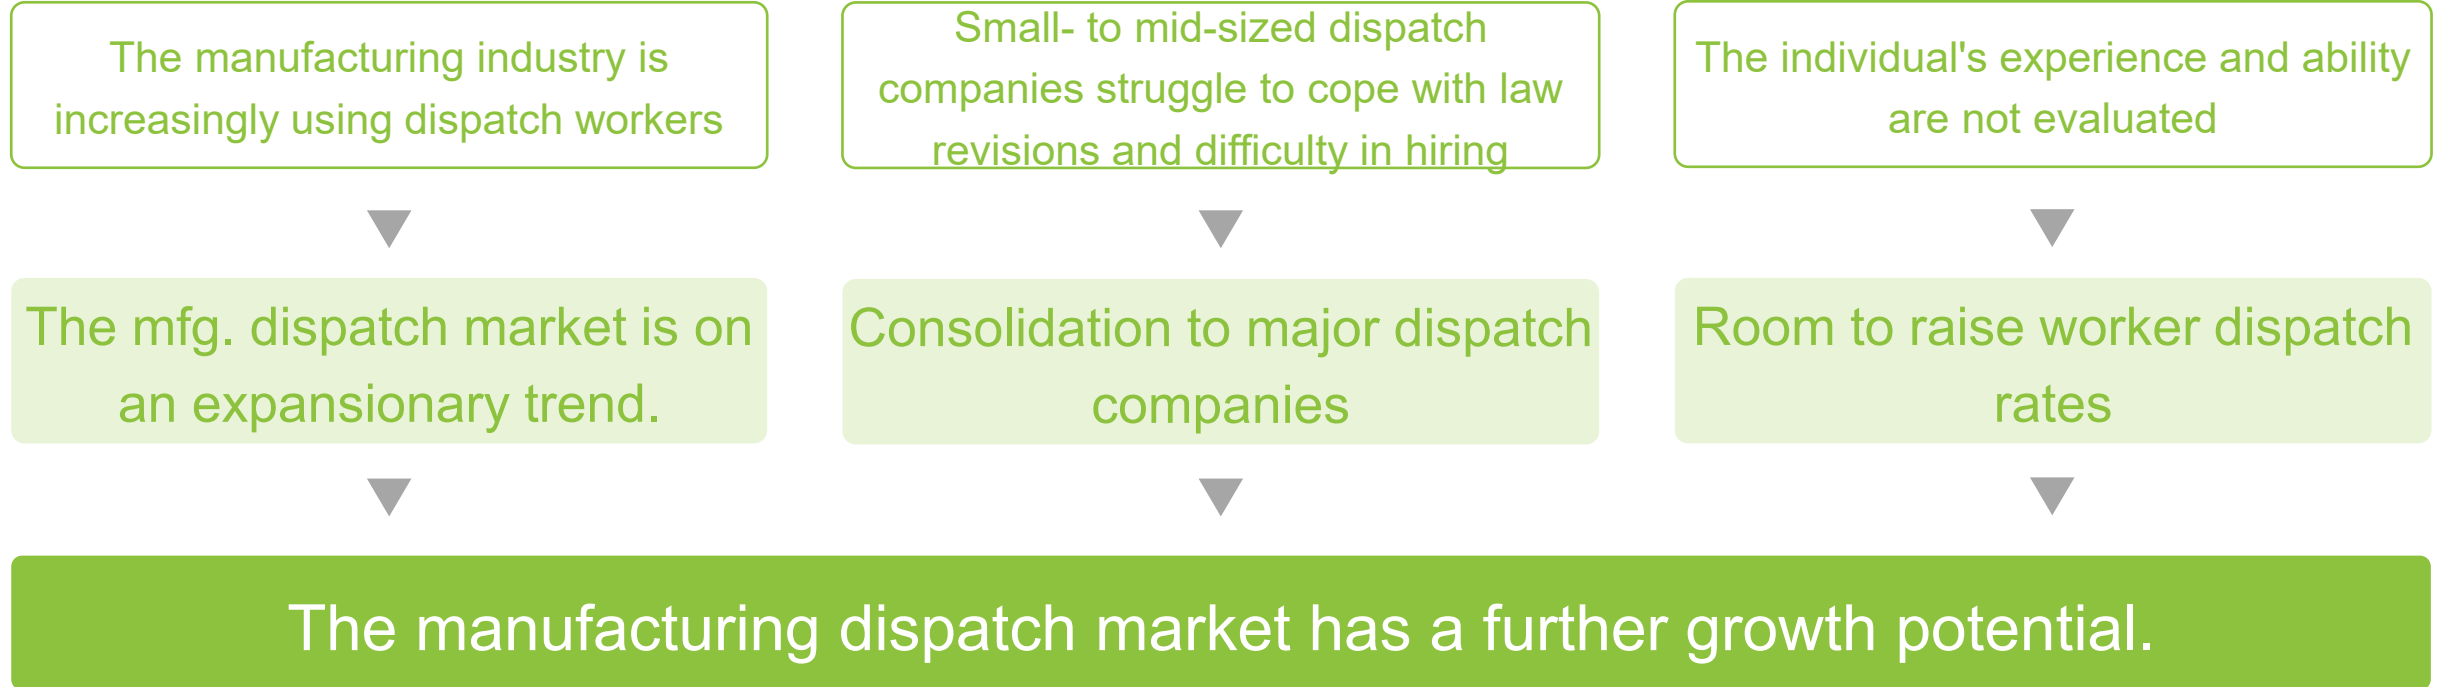 The manufacturing industry is
increasingly using dispatch workers
Small- to mid-sized dispatch
companies struggle to cope with law
revisions and difficulty in hiring
The individual's experience and ability
are not evaluated
The mfg. dispatch market is on
an expansionary trend.
Consolidation to major dispatch
companies
Room to raise worker dispatch
rates
The manufacturing dispatch market has a further growth potential.